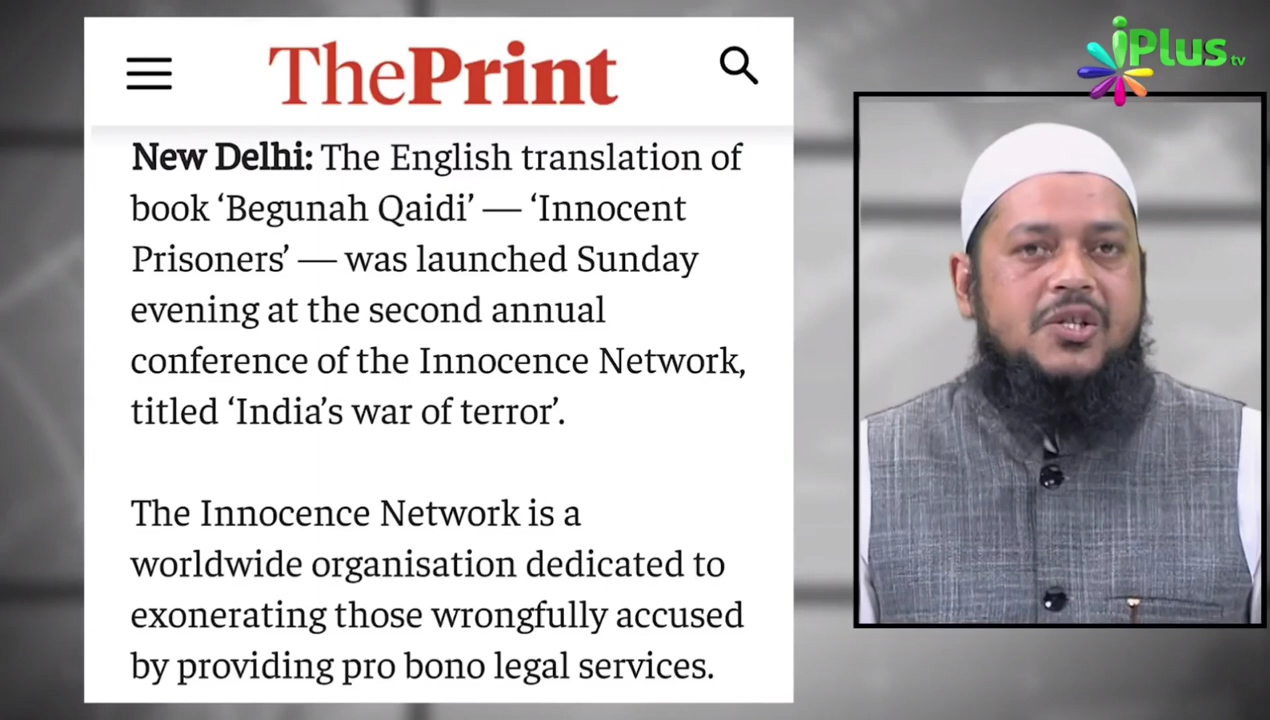 ThePrint
iPlus tv
New Delhi: The English translation of
book ‘Begunah Qaidi’ — ‘Innocent
Prisoners’ — was launched Sunday
evening at the second annual
conference of the Innocence Network,
titled ‘India’s war of terror’.
The Innocence Network is a
worldwide organisation dedicated to
exonerating those wrongfully accused
by providing pro bono legal services.